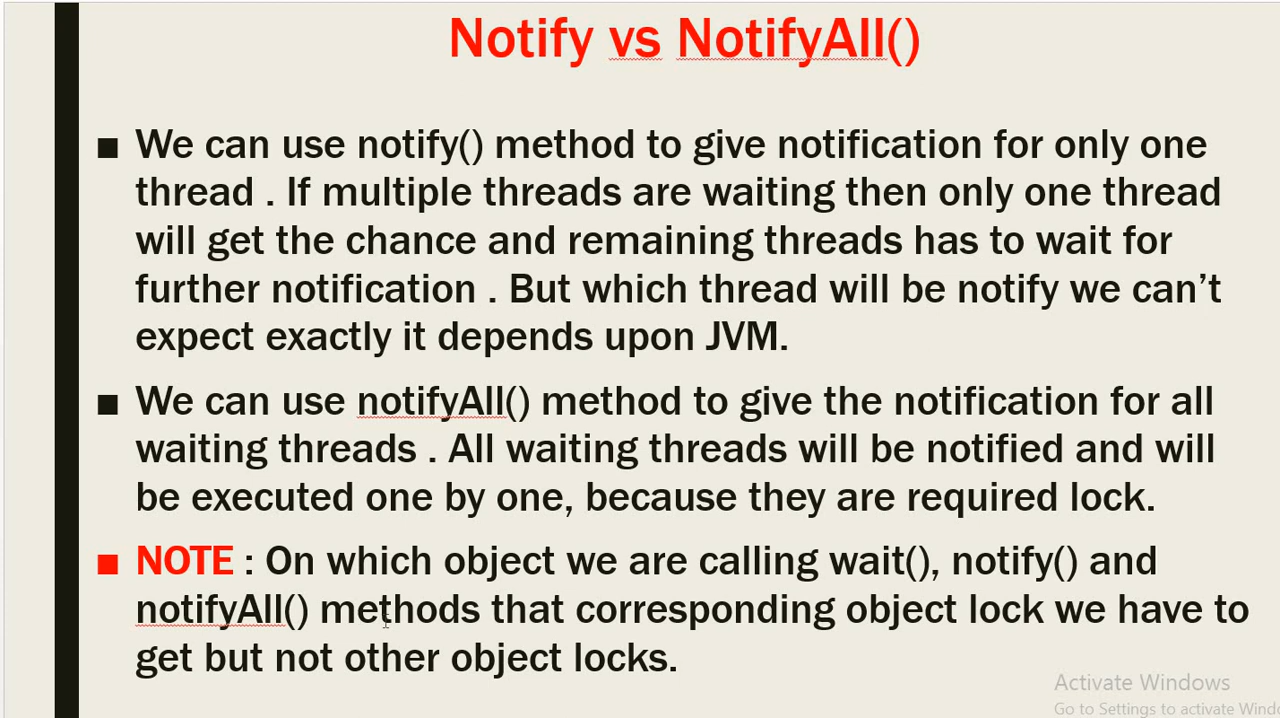 Notify vs NotifyAll()
We can use notify() method to give notification for only one
thread . If multiple threads are waiting then only one thread
will get the chance and remaining threads has to wait for
further notification . But which thread will be notify we can’t
expect exactly it depends upon JVM.
We can use notifyAll() method to give the notification for all
waiting threads . All waiting threads will be notified and will
be executed one by one, because they are required lock.
NOTE : On which object we are calling wait(), notify() and
notifyAll() methods that corresponding object lock we have to
get but not other object locks.
Activate Windows
Go to Settings to activate Windo